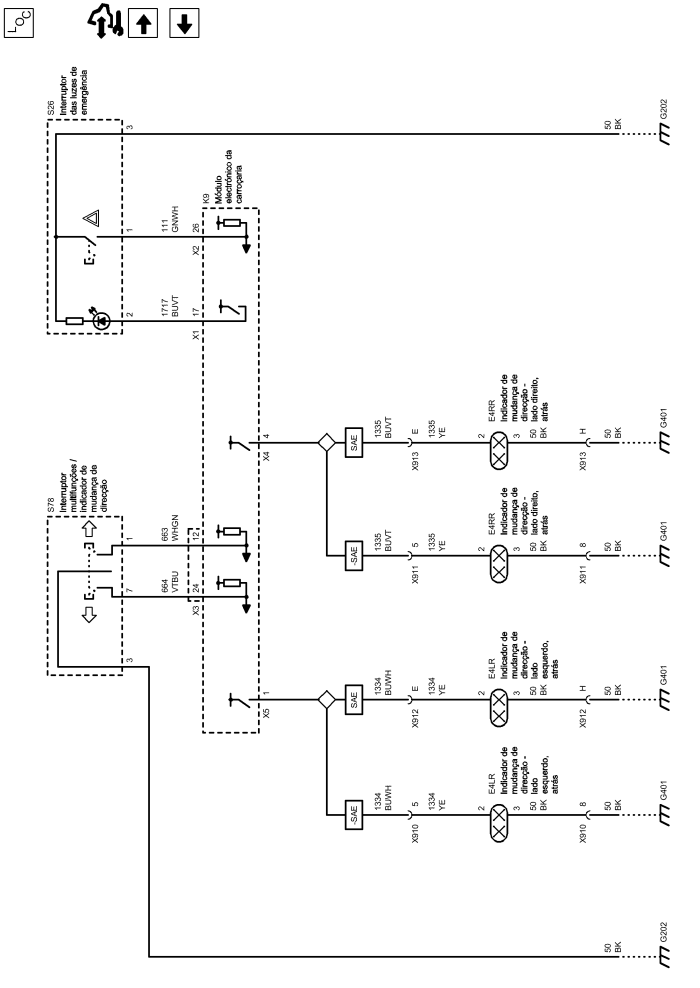 LOC
S26
Interruptor
das luzes de
emergência
3
1
2
111
GNWH
1717
BUVT
26
X2
17
X1
K9
Módulo
electrónico da
carroçaria
50
BK
G202
S78
Interruptor
multifunções /
indicador de
mudança de
direcção
1
7
3
663
WHGN
664
VTBU
12
24
X3
4
X4
1
X5
SAE
1335
BUVT
E
X913
1335
YE
2
E4RR
Indicador de
mudança de
direcção -
lado direito,
atrás
3
50
BK
H
X913
50
BK
G401
-SAE
1335
BUVT
5
X911
1335
YE
2
E4RR
Indicador de
mudança de
direcção -
lado direito,
atrás
3
50
BK
8
X911
50
BK
G401
SAE
1334
BUWH
E
X912
1334
YE
2
E4LR
Indicador de
mudança de
direcção -
lado
esquerdo,
atrás
3
50
BK
H
X912
50
BK
G401
-SAE
1334
BUWH
5
X910
1334
YE
2
E4LR
Indicador de
mudança de
direcção -
lado
esquerdo,
atrás
3
50
BK
8
X910
50
BK
G401
50
BK
G202